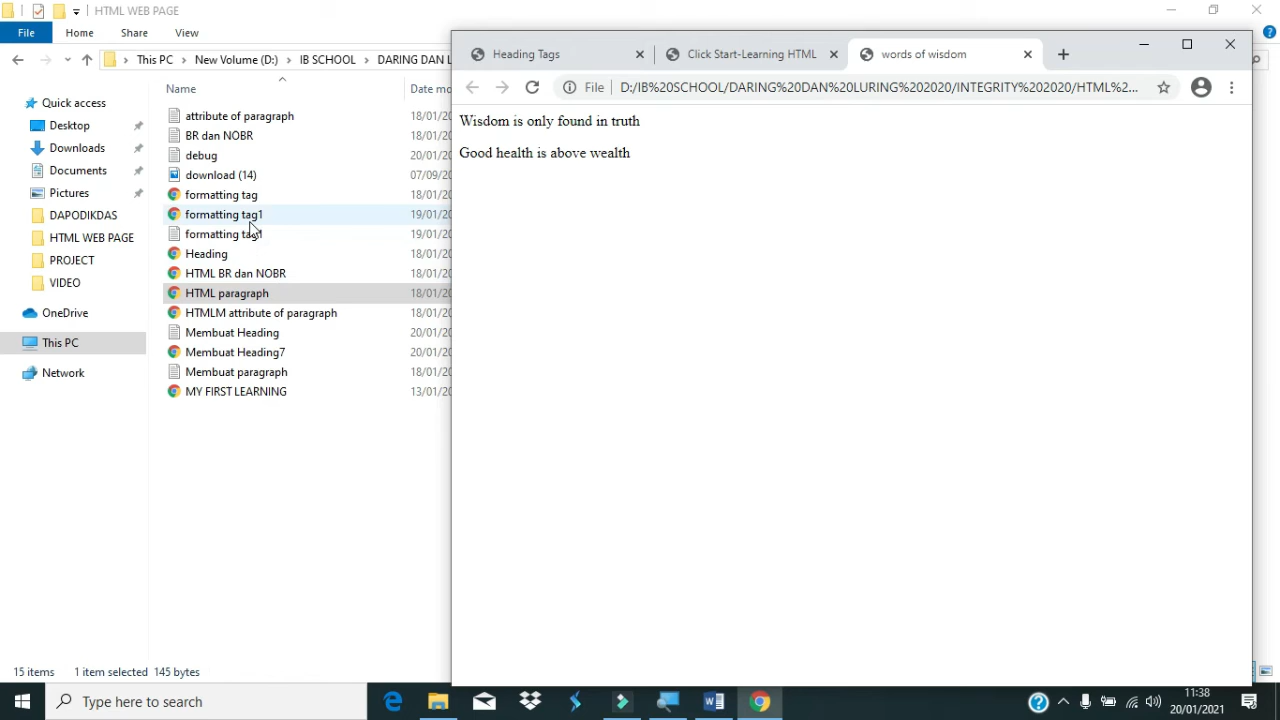 HTML WEB PAGE
File Home Share View
This PC > New Volume (D:) > IB SCHOOL > DARING DAN L
Name Date mo
Quick access
Desktop
Downloads
Documents
Pictures
DAPODIKDAS
HTML WEB PAGE
PROJECT
VIDEO
OneDrive
This PC
Network
attribute of paragraph 18/01/20
BR dan NOBR 18/01/20
debug 20/01/20
download (14) 07/09/20
formatting tag 18/01/20
formatting tag1 19/01/20
formatting tag1 19/01/20
Heading 18/01/20
HTML BR dan NOBR 18/01/20
HTML paragraph 18/01/20
HTMLM attribute of paragraph 18/01/20
Membuat Heading 20/01/20
Membuat Heading7 20/01/20
Membuat paragraph 18/01/20
MY FIRST LEARNING 13/01/20
15 items 1 item selected 145 bytes
Heading Tags
Click Start-Learning HTML
words of wisdom
File D:/IB%20SCHOOL/DARING%20DAN%20LURING%202020/INTEGRITY%202020/HTML%2...
Wisdom is only found in truth
Good health is above wealth
Type here to search
11:38
20/01/2021